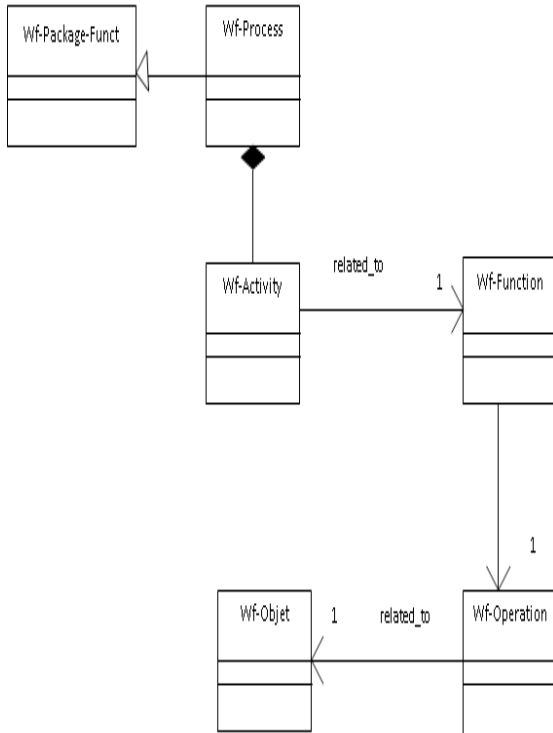 Wf-Package-Funct
Wf-Process
Wf-Activity
related_to
1
Wf-Function
1
Wf-Objet
1
related_to
Wf-Operation